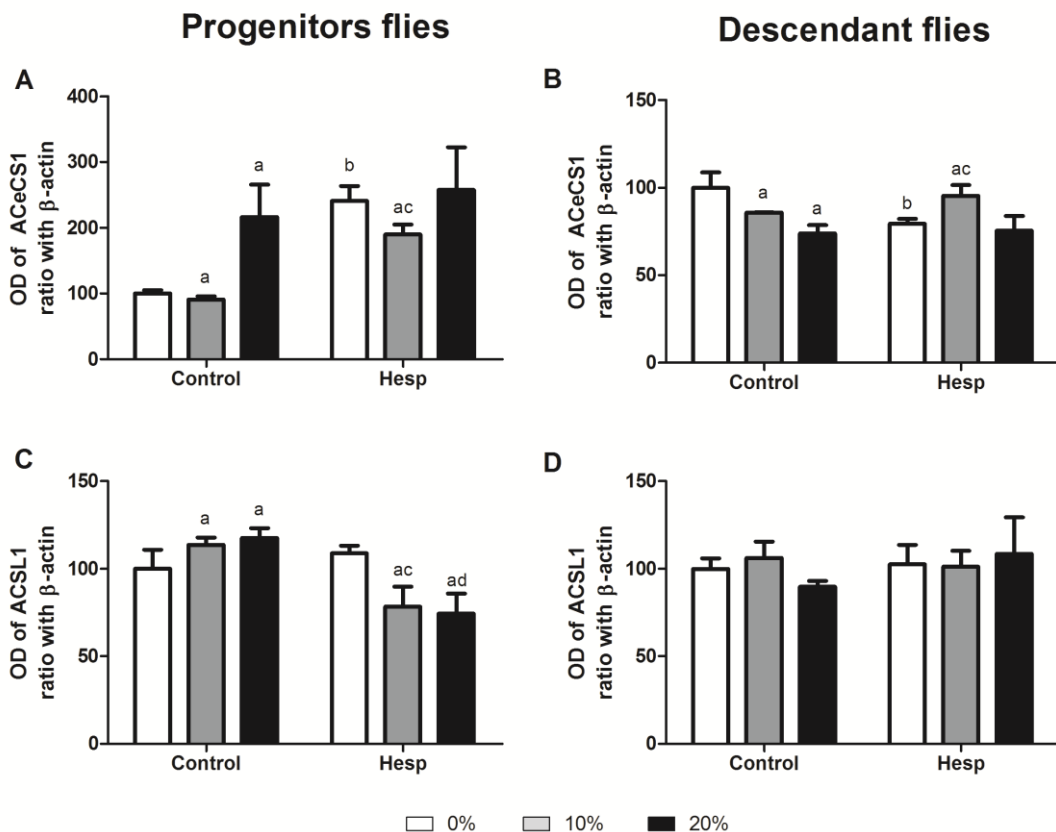 Progenitors flies
Descendant flies
A
OD of ACeCS1
ratio with β-actin
400
300
200
100
0
a
a
b
ac
Control
Hesp
B
OD of ACeCS1
ratio with β-actin
150
100
50
0
a
a
b
ac
Control
Hesp
C
OD of ACSL1
ratio with β-actin
150
100
50
0
a
a
ac
ad
Control
Hesp
D
OD of ACSL1
ratio with β-actin
150
100
50
0
Control
Hesp
0%
10%
20%